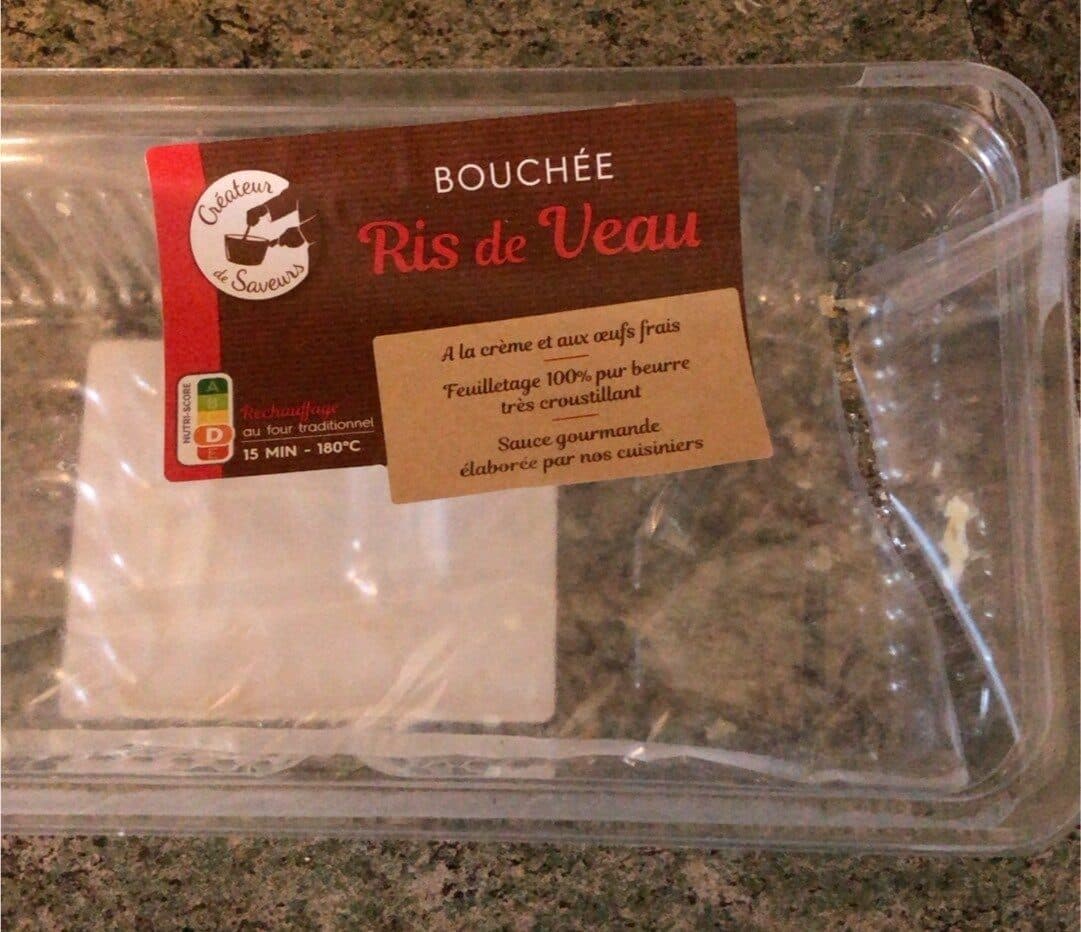 Créateur
de Saveurs
BOUCHÉE
Ris de Veau
A la crème et aux œufs frais
Feuilletage 100% pur beurre
très croustillant
Sauce gourmande
élaborée par nos cuisiniers
NUTRI-SCORE
A
B
D
E
Réchauffage
au four traditionnel
15 MIN - 180°C